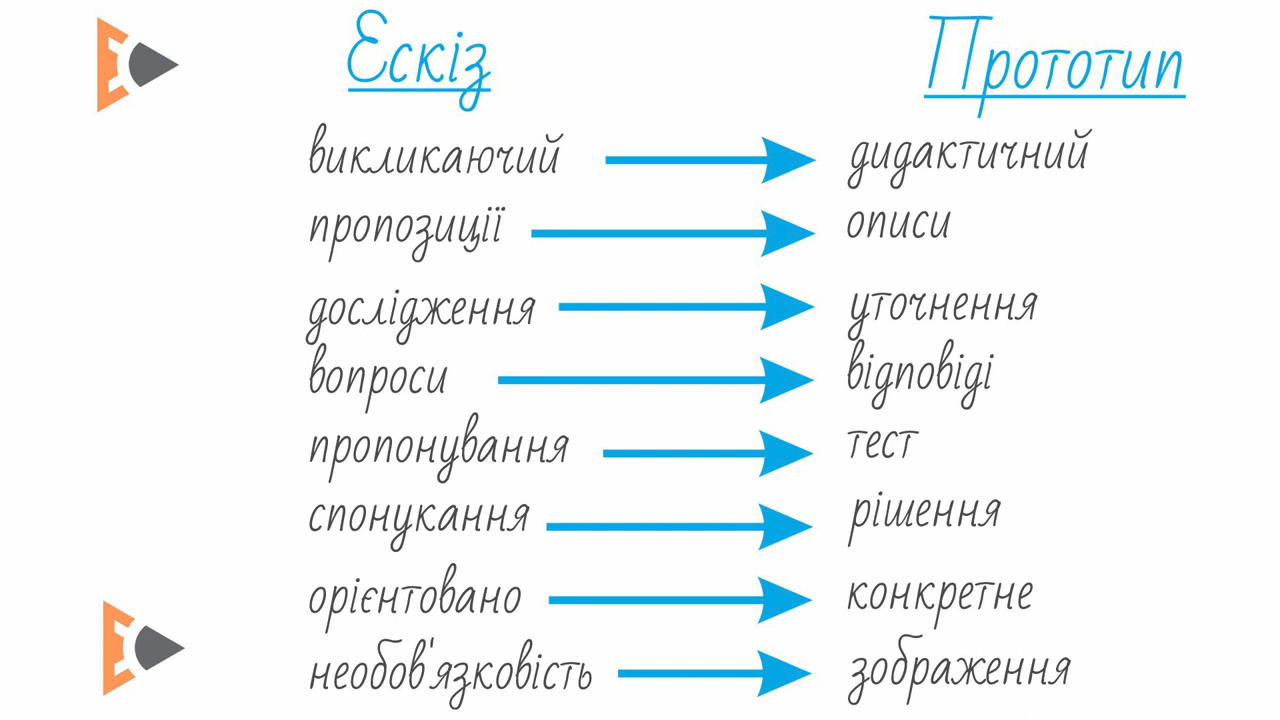 Ескіз Прототип
викликаючий дидактичний
пропозиції описи
дослідження уточнення
вопроси відповіді
пропонування тест
спонукання рішення
орієнтовано конкретне
необов'язковість зображення